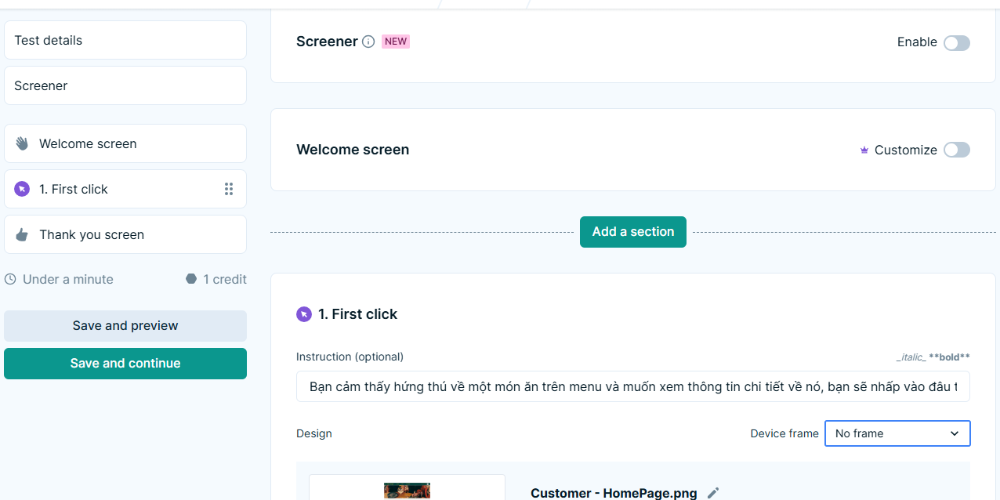 Test details
Screener
Welcome screen
1. First click
Thank you screen
Under a minute
1 credit
Save and preview
Save and continue
Screener NEW
Enable
Welcome screen
Customize
Add a section
1. First click
Instruction (optional)
_italic_ **bold**
Bạn cảm thấy hứng thú về một món ăn trên menu và muốn xem thông tin chi tiết về nó, bạn sẽ nhấp vào đâu t
Design
Device frame
No frame
Customer - HomePage.png